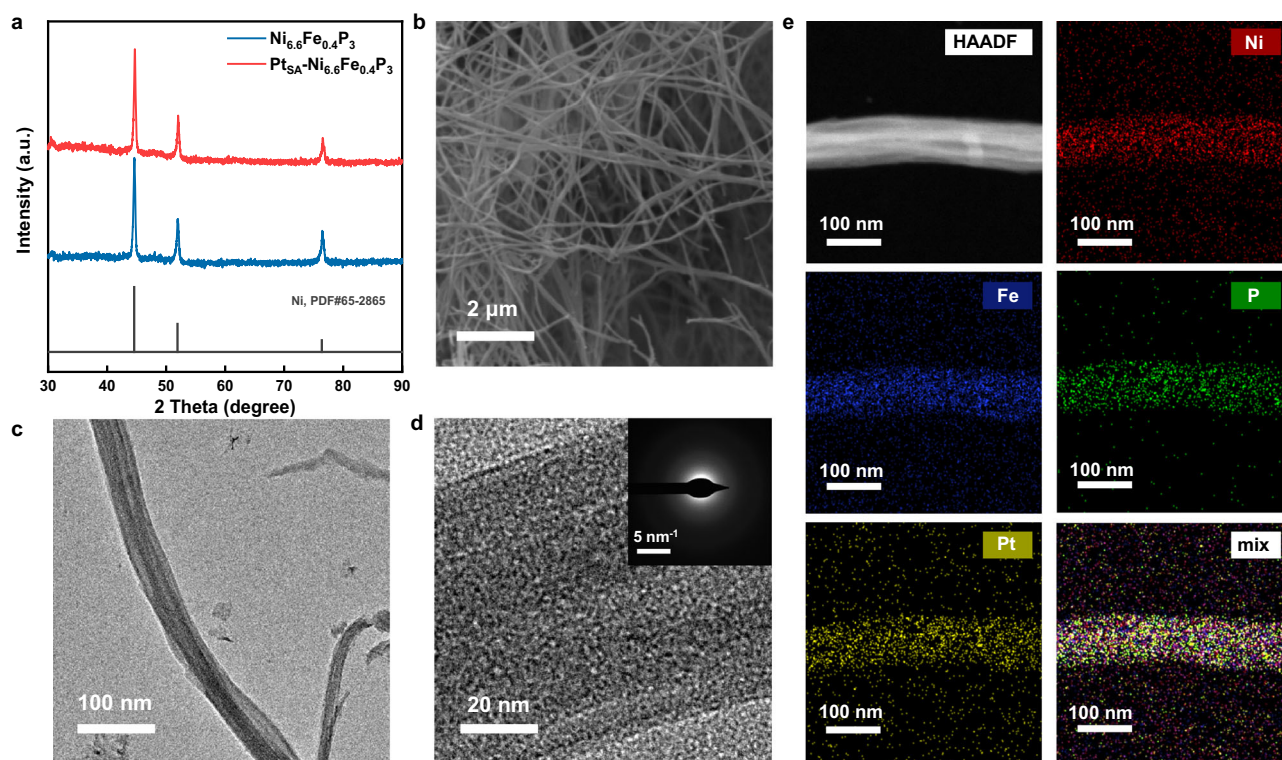 a
Ni6.6Fe0.4P3
PtSA-Ni6.6Fe0.4P3
Intensity (a.u.)
Ni, PDF#65-2865
30 40 50 60 70 80 90
2 Theta (degree)
b
2 µm
c
100 nm
d
5 nm-1
20 nm
e
HAADF
100 nm
Ni
100 nm
Fe
100 nm
P
100 nm
Pt
100 nm
mix
100 nm